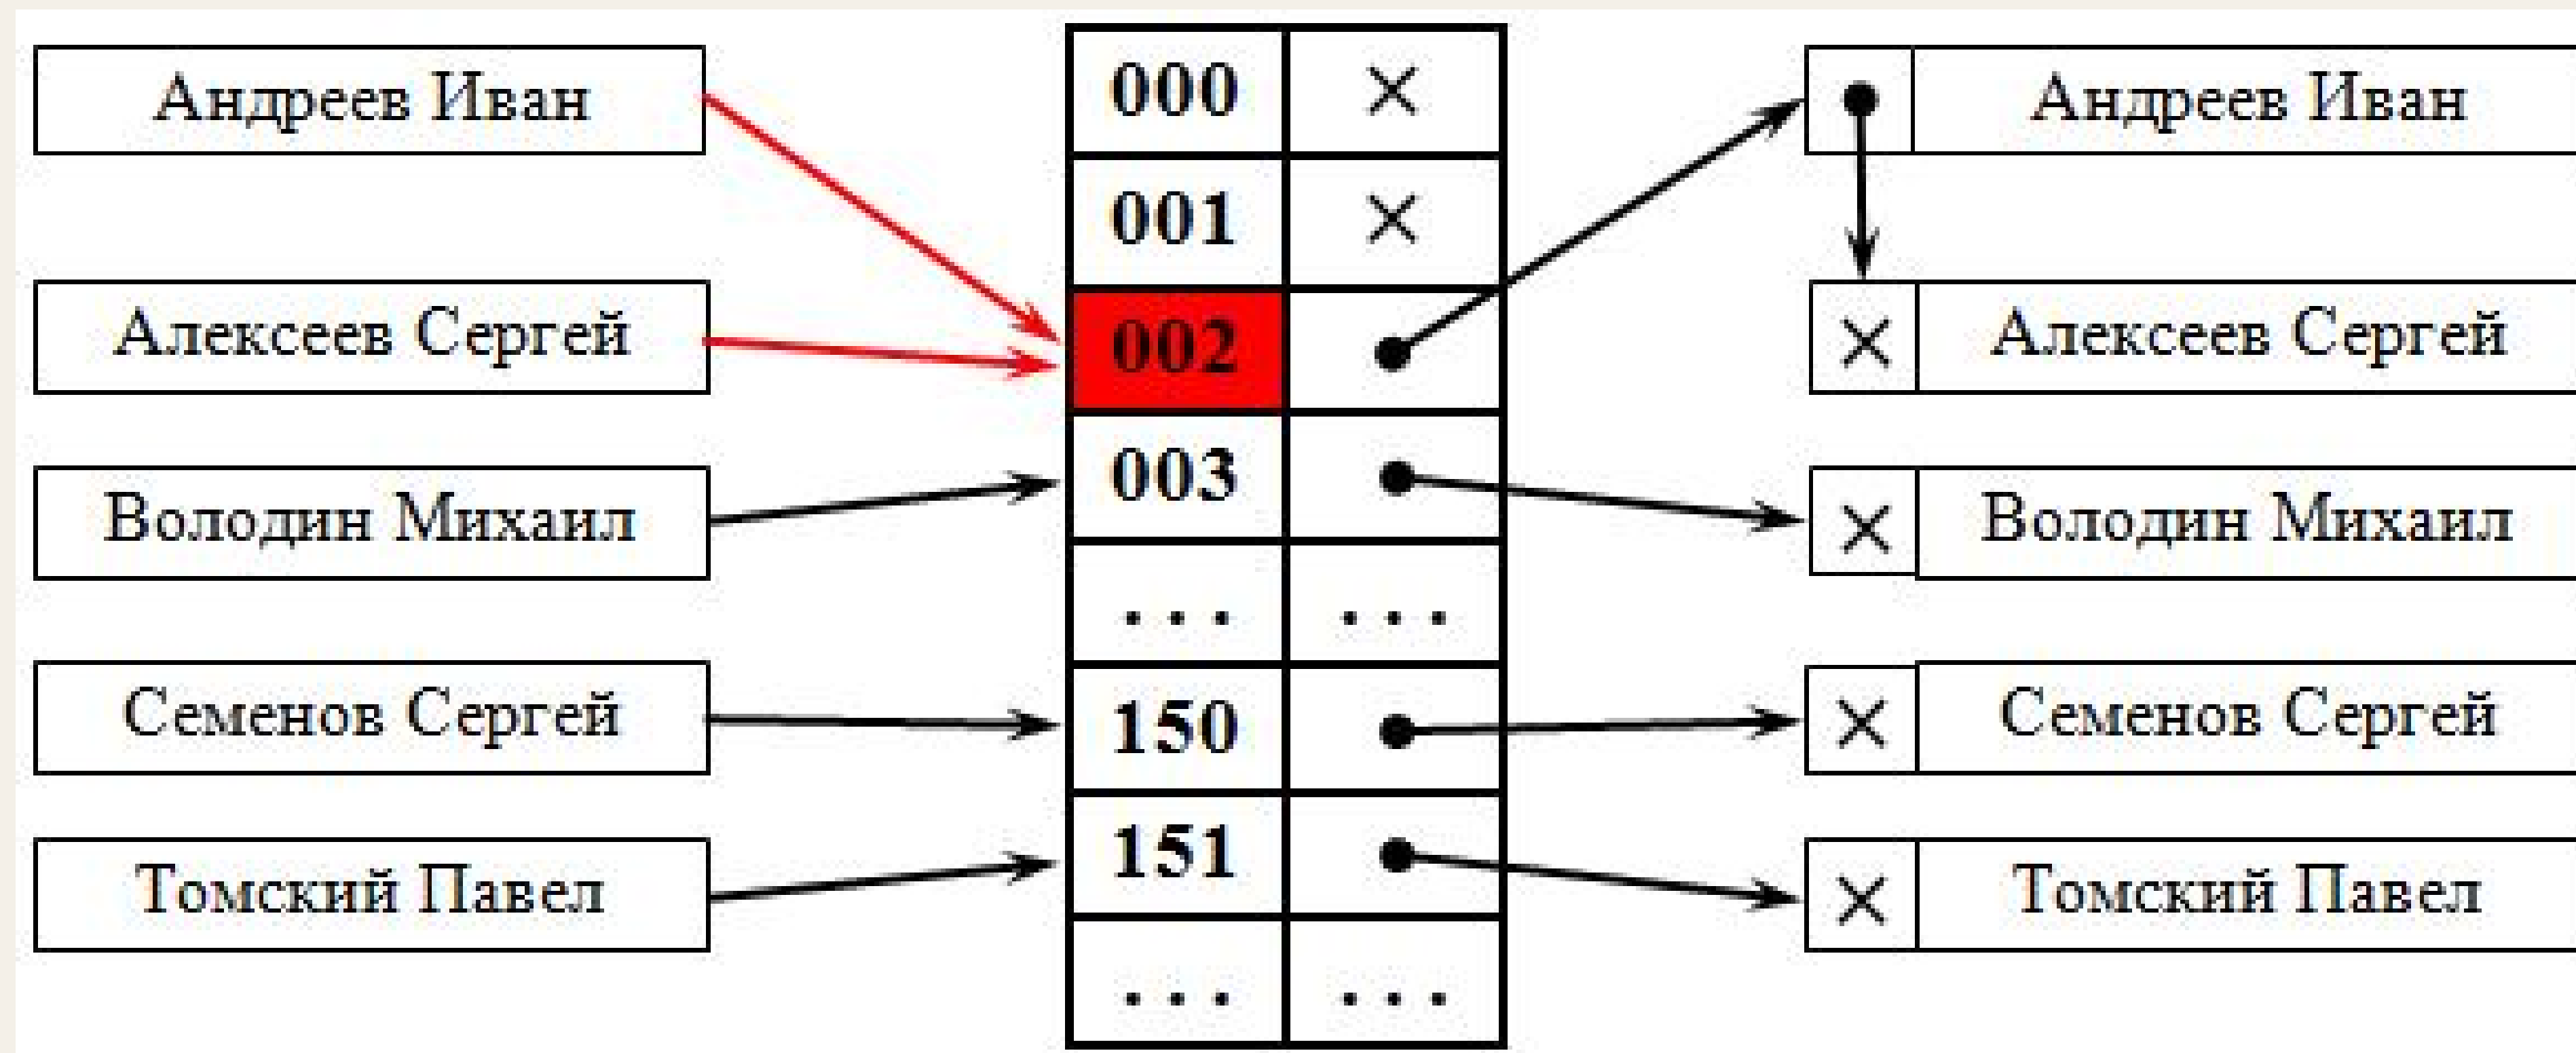 Андреев Иван
Алексеев Сергей
Володин Михаил
Семенов Сергей
Томский Павел
000 ×
001 ×
002
003
... ...
150
151
... ...
Андреев Иван
× Алексеев Сергей
× Володин Михаил
× Семенов Сергей
× Томский Павел